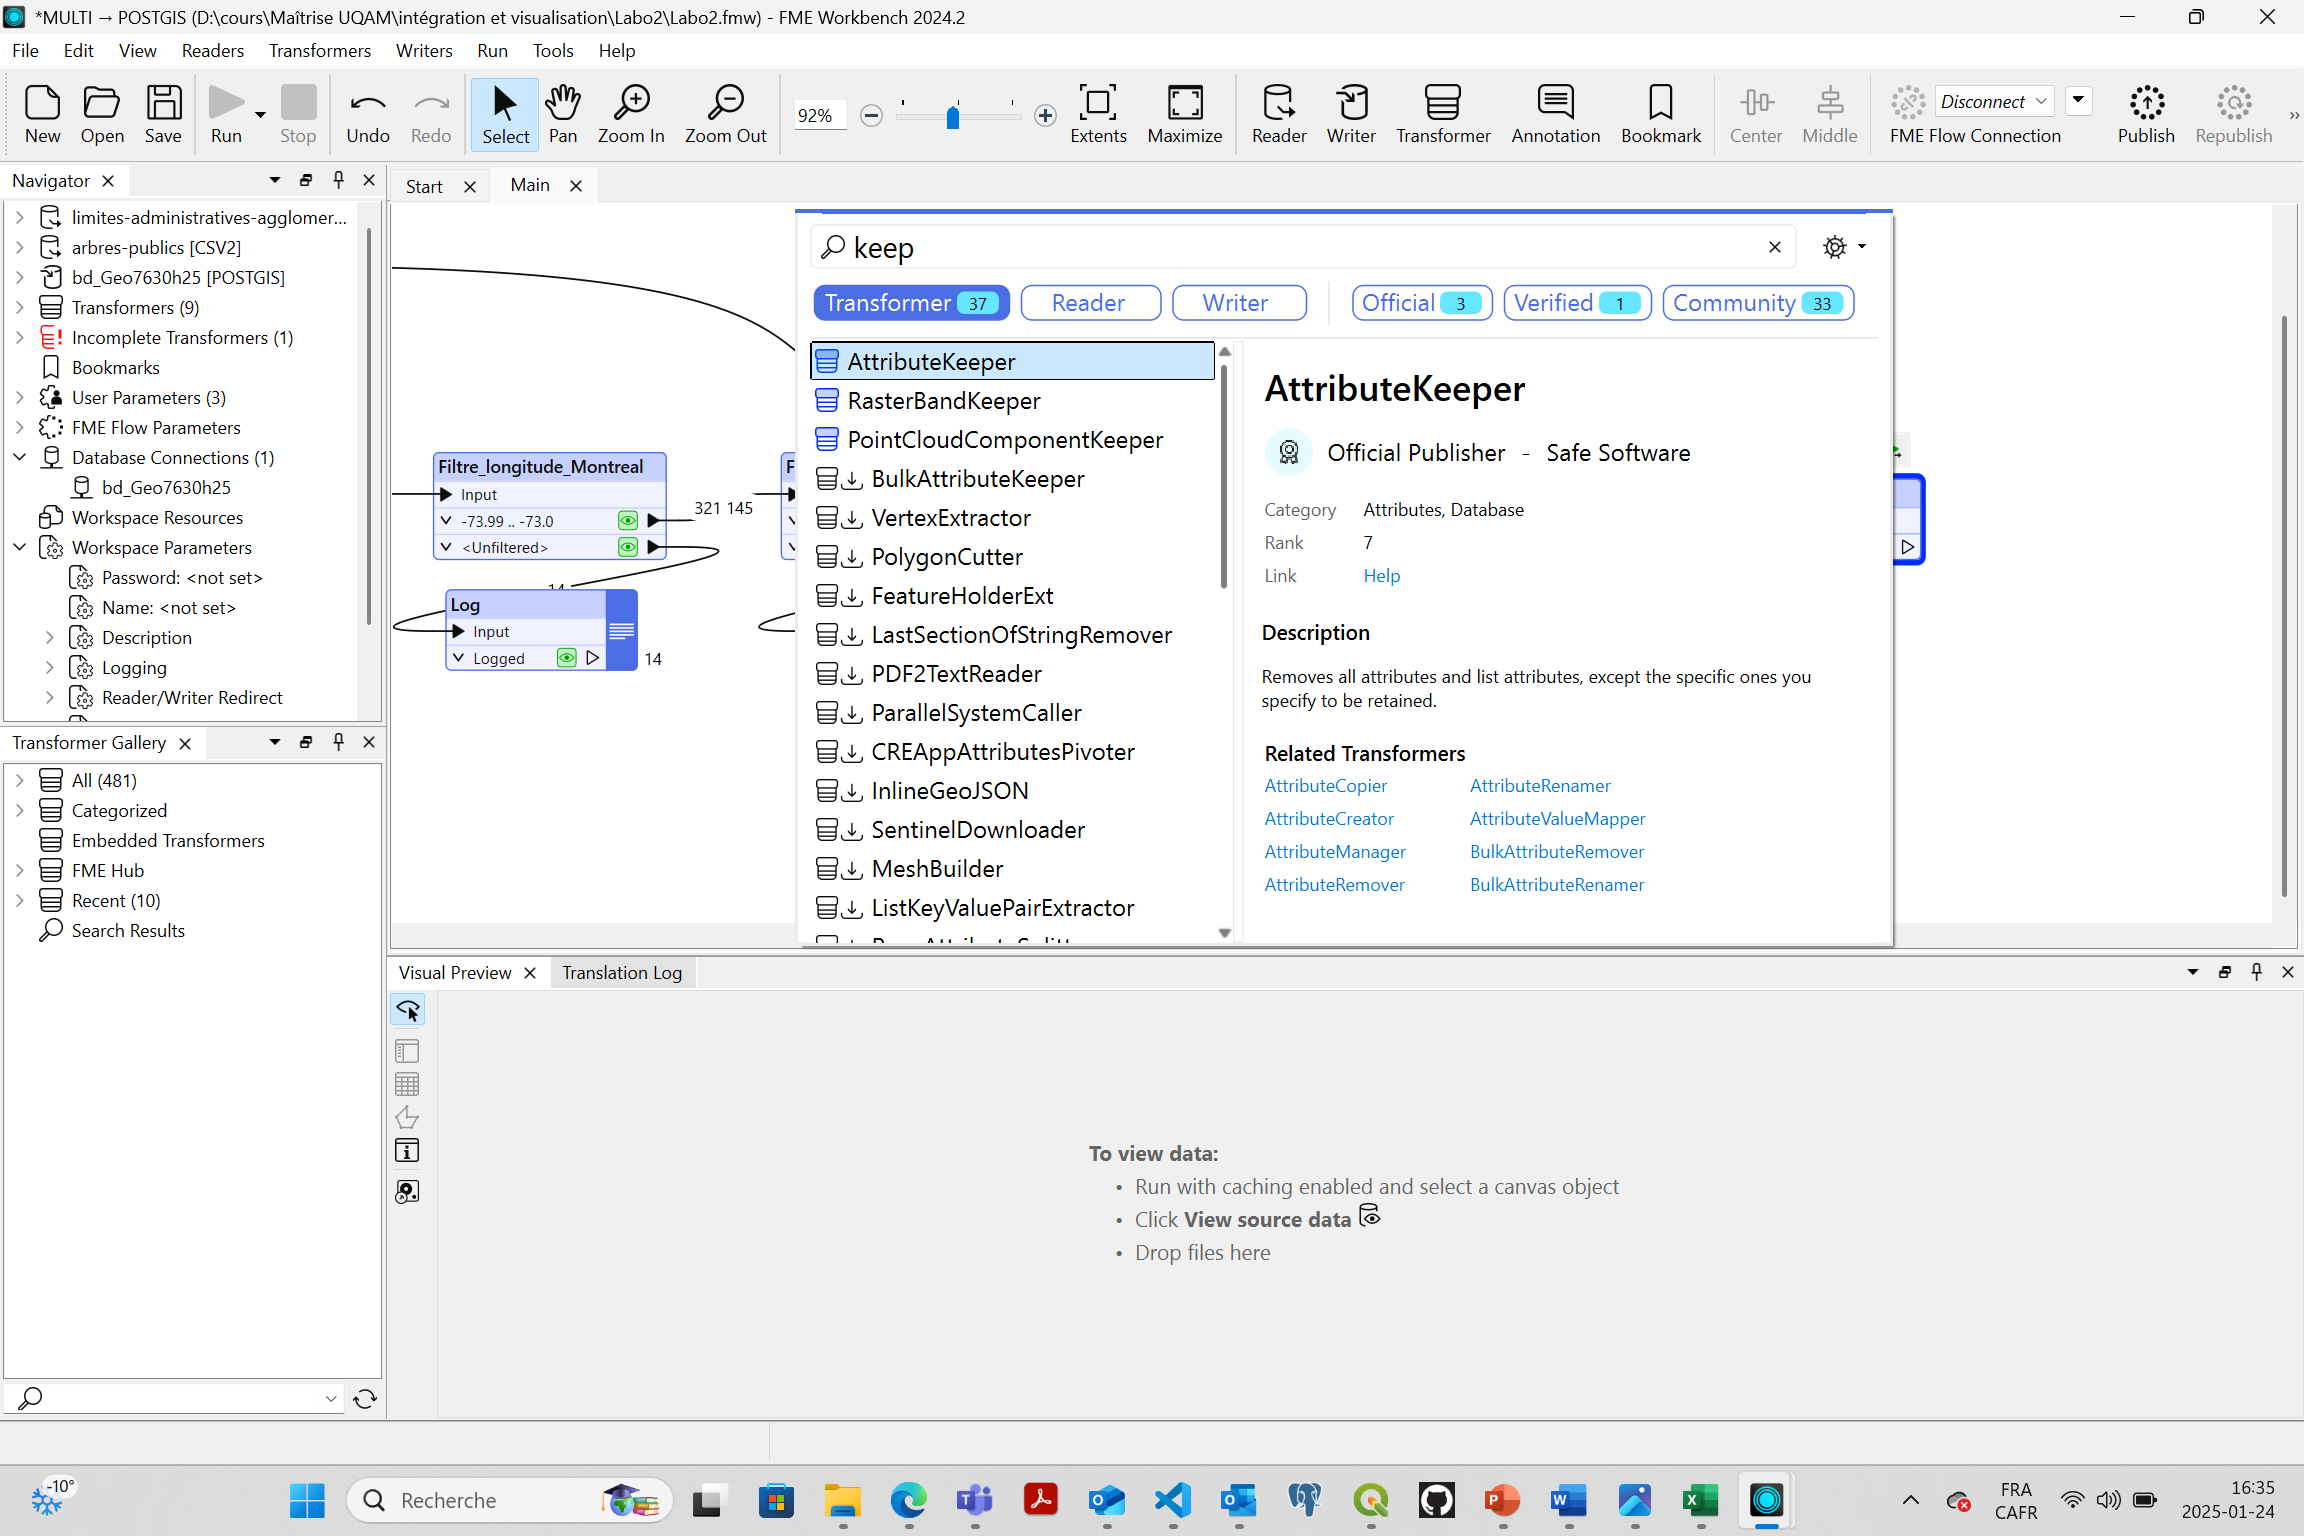 *MULTI → POSTGIS (D:\cours\Maîtrise UQAM\intégration et visualisation\Labo2\Labo2.fmw) - FME Workbench 2024.2
File Edit View Readers Transformers Writers Run Tools Help
New Open Save Run Stop Undo Redo Select Pan Zoom In Zoom Out 92% Extents Maximize Reader Writer Transformer Annotation Bookmark Center Middle Disconnect FME Flow Connection Publish Republish »
Navigator
limites-administratives-agglomer...
arbres-publics [CSV2]
bd_Geo7630h25 [POSTGIS]
Transformers (9)
Incomplete Transformers (1)
Bookmarks
User Parameters (3)
FME Flow Parameters
Database Connections (1)
bd_Geo7630h25
Workspace Resources
Workspace Parameters
Password: <not set>
Name: <not set>
Description
Logging
Reader/Writer Redirect
Transformer Gallery
All (481)
Categorized
Embedded Transformers
FME Hub
Recent (10)
Search Results
Start Main
Filtre_longitude_Montreal
Input
-73.99 .. -73.0
<Unfiltered>
321 145
F
Log
Input
Logged
14
keep
Transformer 37 Reader Writer Official 3 Verified 1 Community 33
AttributeKeeper
RasterBandKeeper
PointCloudComponentKeeper
BulkAttributeKeeper
VertexExtractor
PolygonCutter
FeatureHolderExt
LastSectionOfStringRemover
PDF2TextReader
ParallelSystemCaller
CREAppAttributesPivoter
InlineGeoJSON
SentinelDownloader
MeshBuilder
ListKeyValuePairExtractor
AttributeKeeper
Official Publisher - Safe Software
Category Attributes, Database
Rank 7
Link Help
Description
Removes all attributes and list attributes, except the specific ones you
specify to be retained.
Related Transformers
AttributeCopier AttributeRenamer
AttributeCreator AttributeValueMapper
AttributeManager BulkAttributeRemover
AttributeRemover BulkAttributeRenamer
Visual Preview Translation Log
To view data:
• Run with caching enabled and select a canvas object
• Click View source data
• Drop files here
-10°
Recherche
FRA
CAFR
16:35
2025-01-24